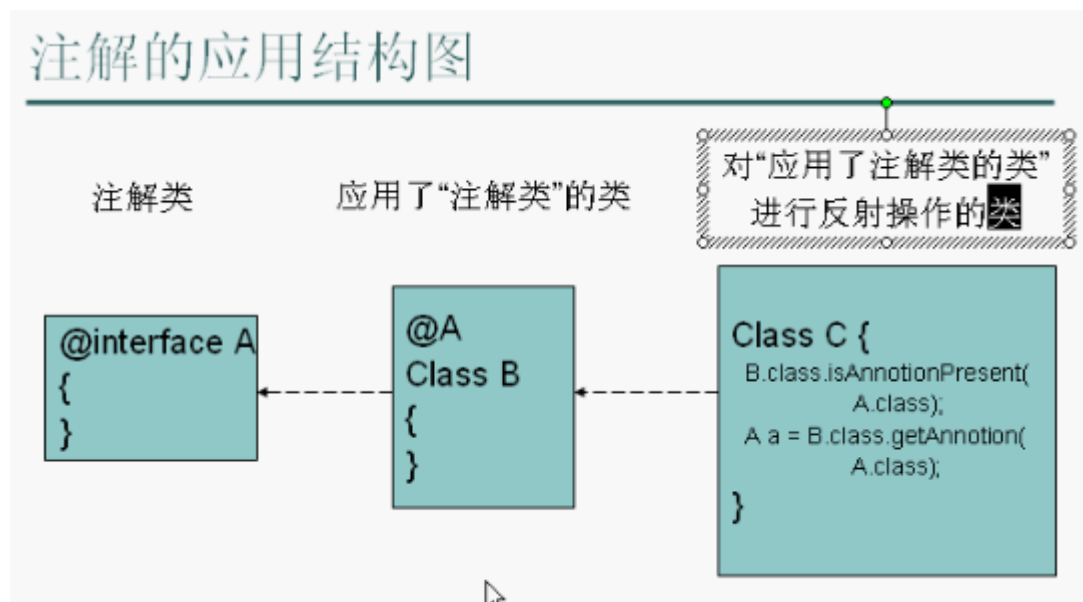 注解的应用结构图
注解类
应用了“注解类”的类
对“应用了注解类的类”
进行反射操作的类
@interface A
{
}
@A
Class B
{
}
Class C {
B.class.isAnnotionPresent(
A.class);
A a = B.class.getAnnotion(
A.class);
}